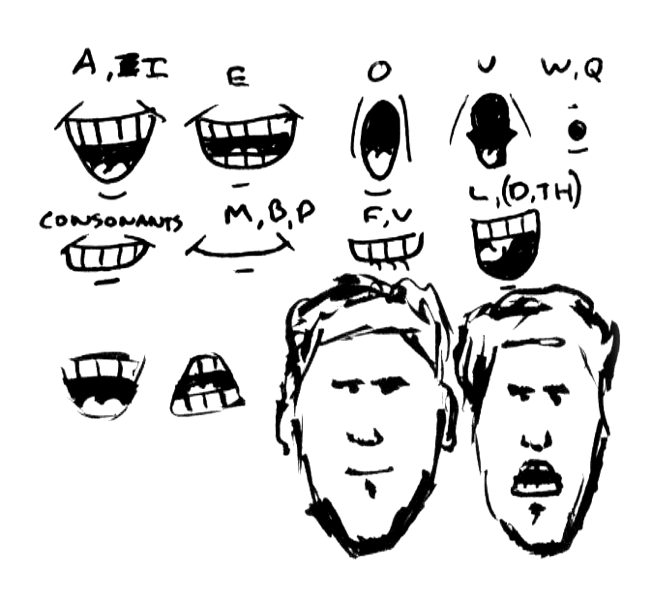 A, I
E
O
U
W, Q
CONSONANTS
M, B, P
F, V
L, (D, TH)